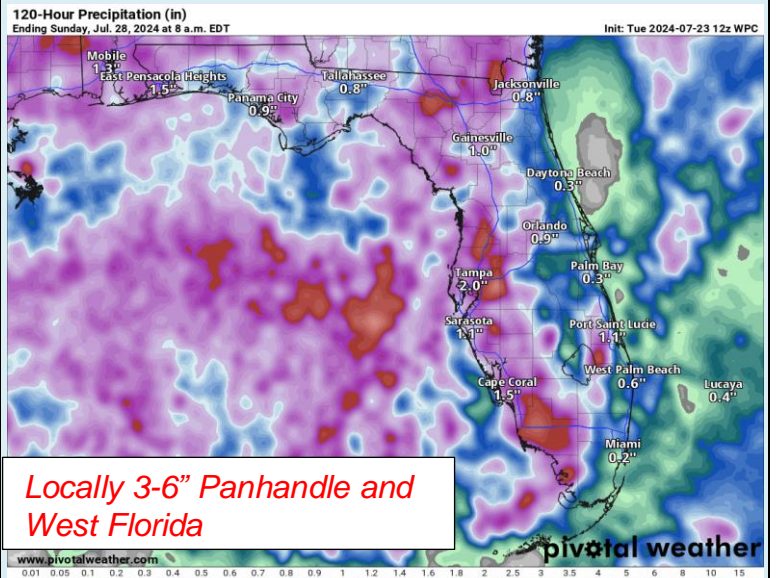 120-Hour Precipitation (in)
Ending Sunday, Jul. 28, 2024 at 8 a.m. EDT
Init: Tue 2024-07-23 12z WPC
Mobile
1.3"
East Pensacola Heights
1.5"
Panama City
0.9"
Tallahassee
0.8"
Jacksonville
0.8"
Gainesville
1.0"
Daytona Beach
0.3"
Orlando
0.9"
Palm Bay
0.3"
Tampa
2.0"
Sarasota
1.1"
Port Saint Lucie
1.1"
Cape Coral
1.5"
West Palm Beach
0.6"
Lucaya
0.4"
Miami
0.2"
Locally 3-6” Panhandle and
West Florida
www.pivotalweather.com
pivotal weather
0.01 0.05 0.1 0.2 0.3 0.4 0.5 0.6 0.7 0.8 0.9 1 1.2 1.4 1.6 1.8 2 2.5 3 3.5 4 5 6 7 8 10 15